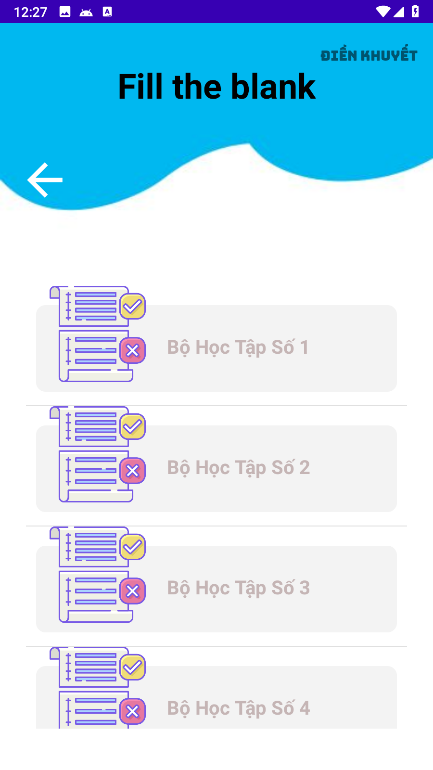 12:27
ĐIỀN KHUYẾT
Fill the blank
Bộ Học Tập Số 1
Bộ Học Tập Số 2
Bộ Học Tập Số 3
Bộ Học Tập Số 4